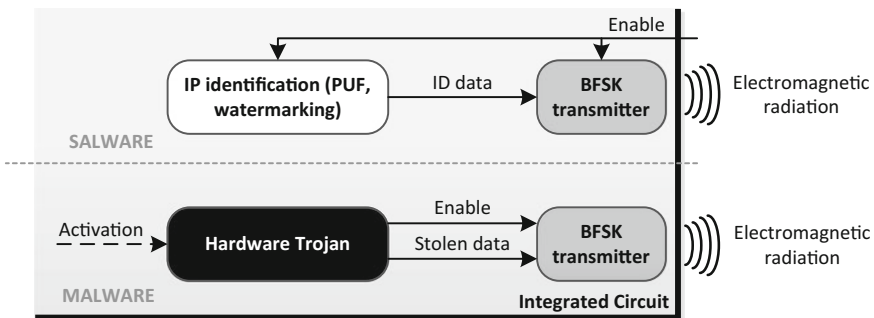 Enable
IP identification (PUF,
watermarking)
ID data
BFSK
transmitter
Electromagnetic
radiation
SALWARE
Activation
Hardware Trojan
Enable
Stolen data
BFSK
transmitter
Electromagnetic
radiation
MALWARE
Integrated Circuit